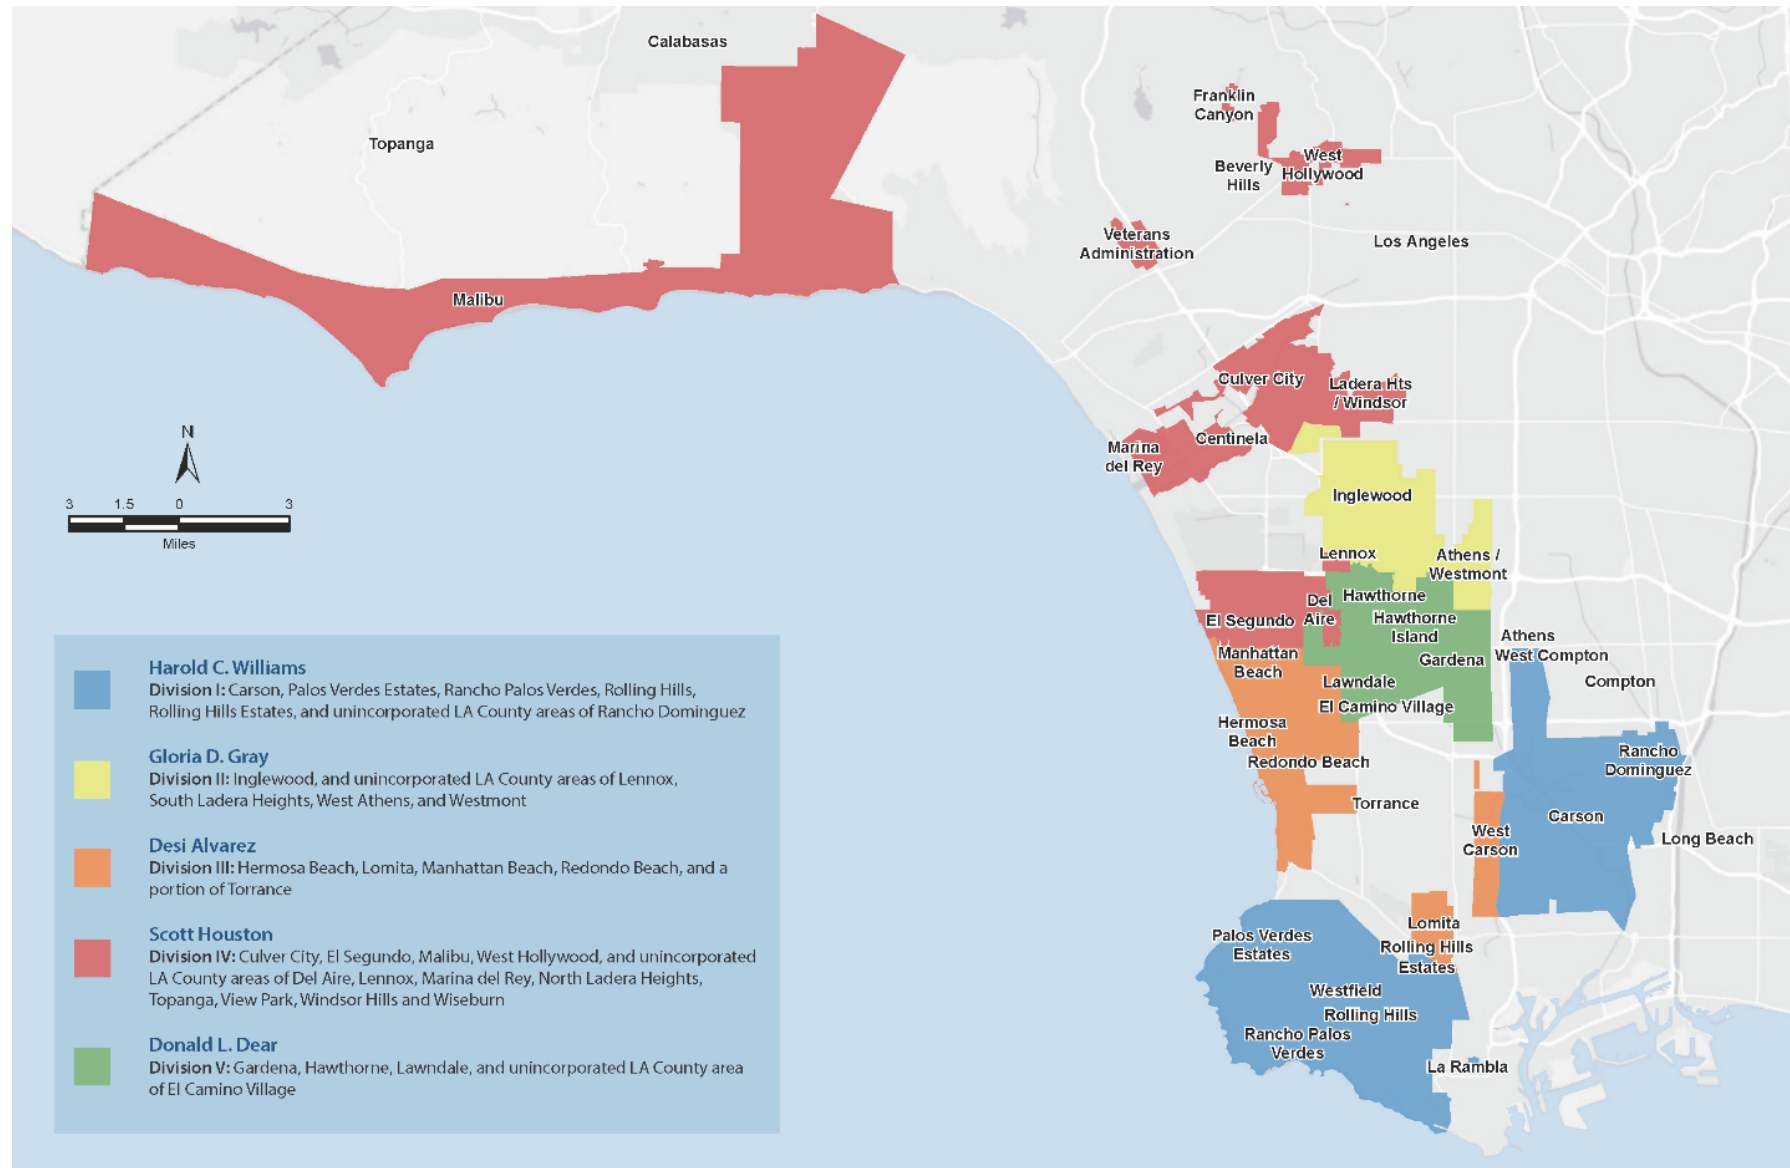 Calabasas
Topanga
Malibu
Franklin
Canyon
Beverly
Hills
West
Hollywood
Veterans
Administration
Los Angeles
Culver City
Ladera Hts
/ Windsor
Centinela
Marina
del Rey
Inglewood
Lennox
Athens /
Westmont
Hawthorne
Del
Aire
El Segundo
Hawthorne
Island
Gardena
Athens
West Compton
Compton
Manhattan
Beach
Lawndale
El Camino Village
Hermosa
Beach
Redondo Beach
Torrance
Rancho
Dominguez
Carson
West
Carson
Long Beach
Lomita
Palos Verdes
Estates
Rolling Hills
Estates
Westfield
Rolling Hills
Rancho Palos
Verdes
La Rambla
N
3 1.5 0 3
Miles
Harold C. Williams
Division I: Carson, Palos Verdes Estates, Rancho Palos Verdes, Rolling Hills,
Rolling Hills Estates, and unincorporated LA County areas of Rancho Dominguez
Gloria D. Gray
Division II: Inglewood, and unincorporated LA County areas of Lennox,
South Ladera Heights, West Athens, and Westmont
Desi Alvarez
Division III: Hermosa Beach, Lomita, Manhattan Beach, Redondo Beach, and a
portion of Torrance
Scott Houston
Division IV: Culver City, El Segundo, Malibu, West Hollywood, and unincorporated
LA County areas of Del Aire, Lennox, Marina del Rey, North Ladera Heights,
Topanga, View Park, Windsor Hills and Wiseburn
Donald L. Dear
Division V: Gardena, Hawthorne, Lawndale, and unincorporated LA County area
of El Camino Village